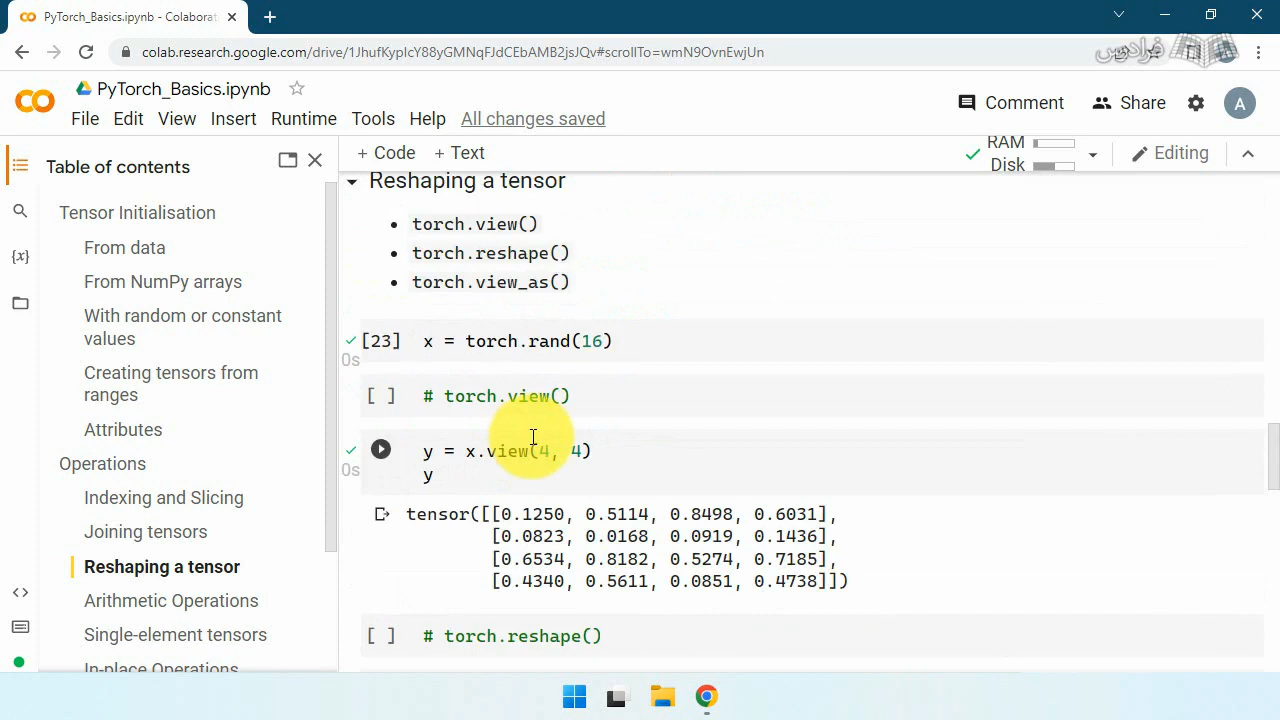 PyTorch_Basics.ipynb - Colaborat
colab.research.google.com/drive/1JhufKyplcY88yGMNqFJdCEbAMB2jsJQv#scrollTo=wmN9OvnEwjUn
فرادرس
PyTorch_Basics.ipynb
Comment
Share
A
File Edit View Insert Runtime Tools Help All changes saved
+ Code + Text
RAM
Disk
Editing
Table of contents
Tensor Initialisation
From data
From NumPy arrays
With random or constant
values
Creating tensors from
ranges
Attributes
Operations
Indexing and Slicing
Joining tensors
Reshaping a tensor
Arithmetic Operations
Single-element tensors
In-place Operations
{x}
Reshaping a tensor
• torch.view()
• torch.reshape()
• torch.view_as()
[23] x = torch.rand(16)
0s
[ ] # torch.view()
y = x.view(4, 4)
0s
y
tensor([[0.1250, 0.5114, 0.8498, 0.6031],
[0.0823, 0.0168, 0.0919, 0.1436],
[0.6534, 0.8182, 0.5274, 0.7185],
[0.4340, 0.5611, 0.0851, 0.4738]])
[ ] # torch.reshape()